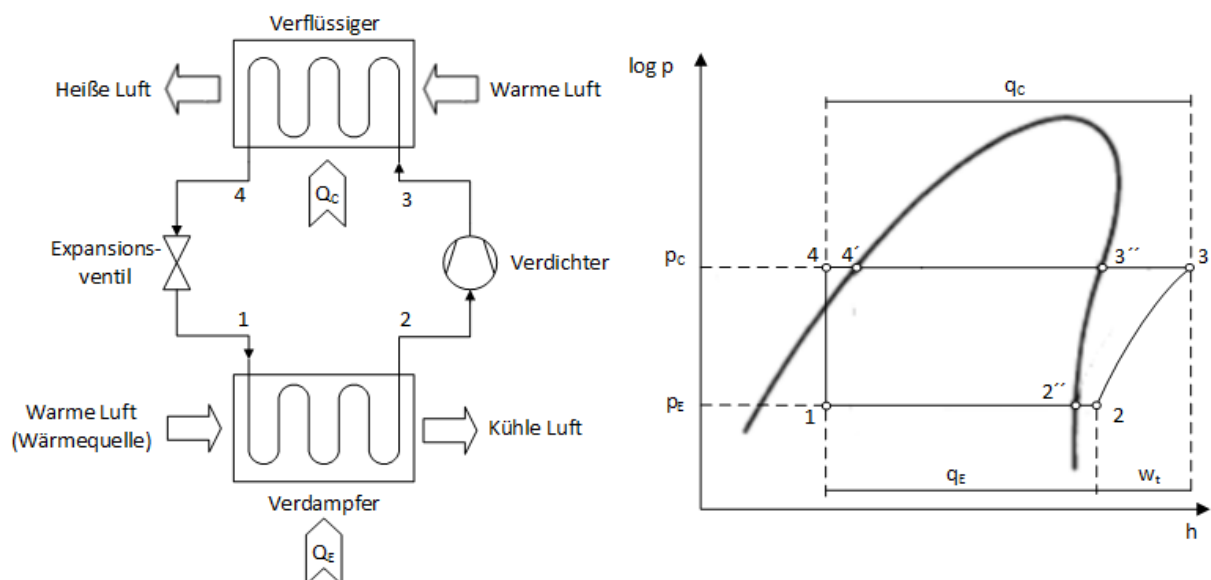 Verflüssiger
Heiße Luft
Warme Luft
Q_C
4
3
Expansions-
ventil
Verdichter
1
2
Warme Luft
(Wärmequelle)
Kühle Luft
Verdampfer
Q_E
log p
q_C
p_C
4
4´
3´´
3
p_E
1
2´´
2
q_E
w_t
h